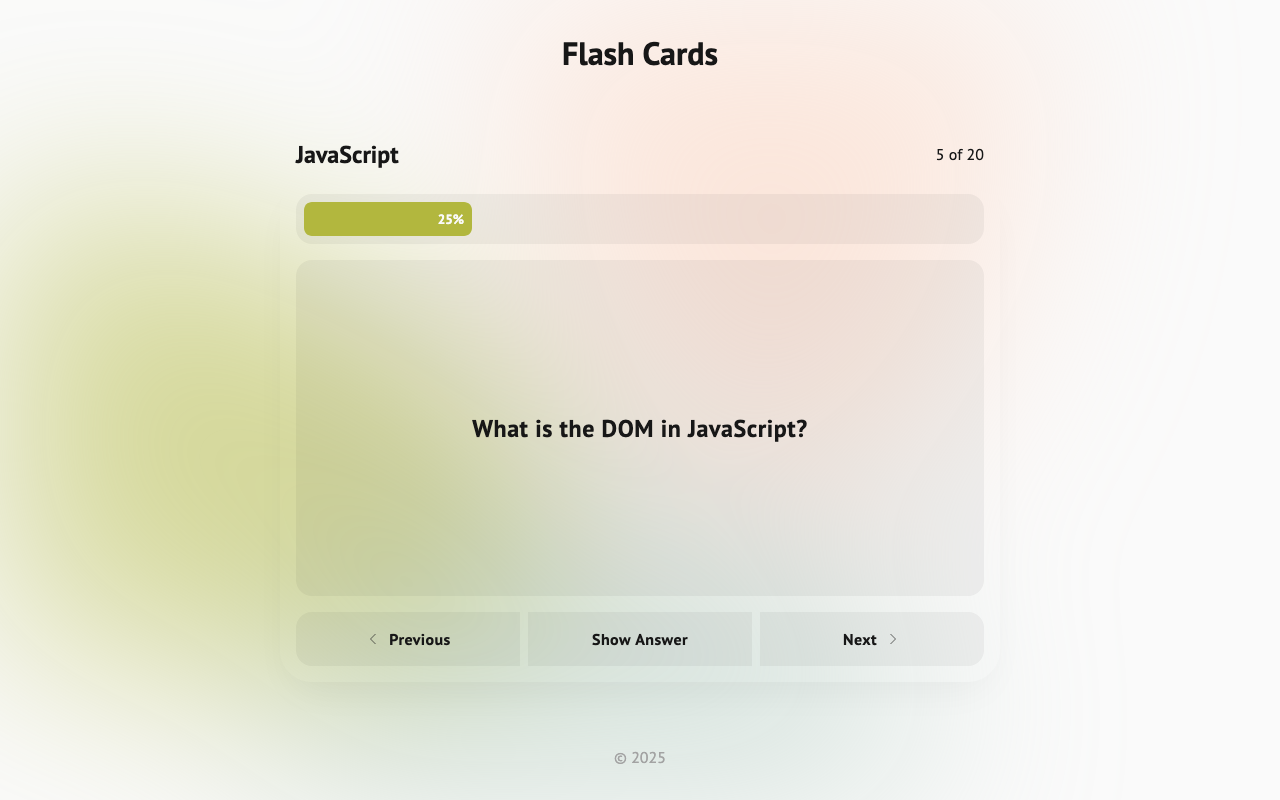 Flash Cards
JavaScript
5 of 20
25%
What is the DOM in JavaScript?
Previous
Show Answer
Next
© 2025